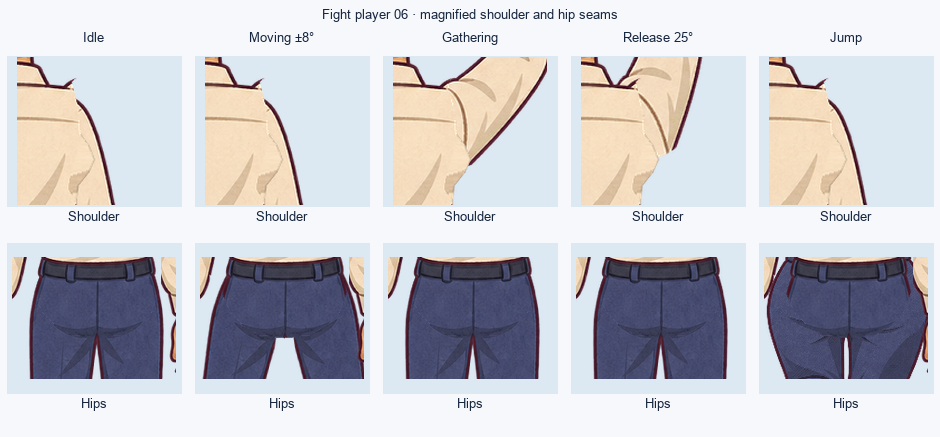 Fight player 06 · magnified shoulder and hip seams
Idle
Moving ±8°
Gathering
Release 25°
Jump
Shoulder
Shoulder
Shoulder
Shoulder
Shoulder
Hips
Hips
Hips
Hips
Hips